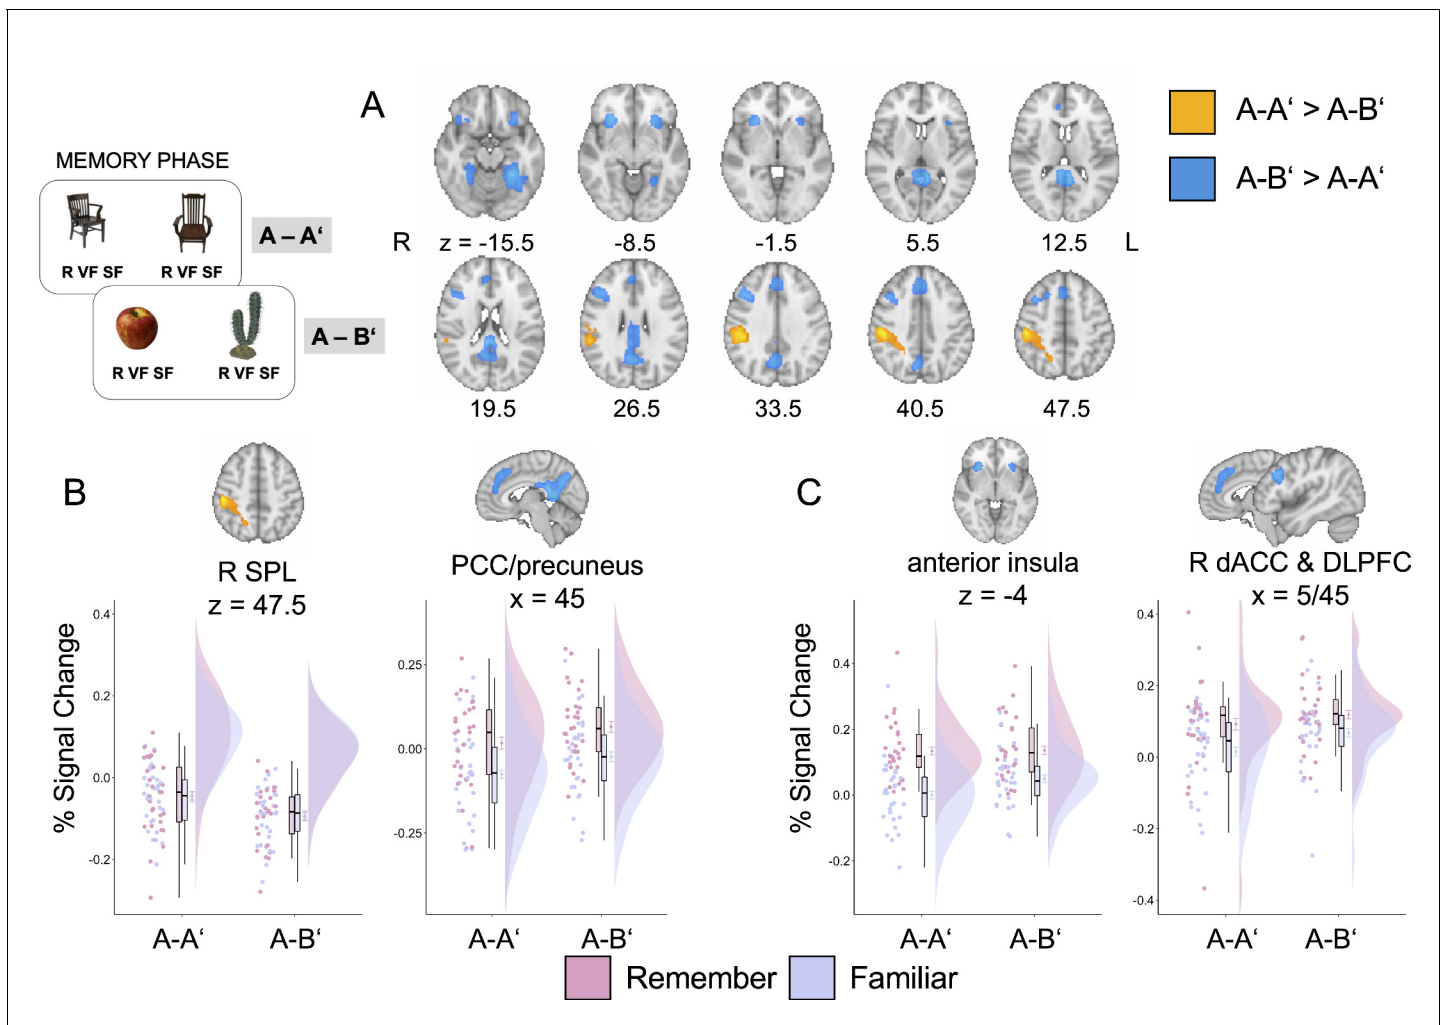 A
A-A‘ > A-B‘
A-B‘ > A-A‘
MEMORY PHASE
A – A‘
R VF SF R VF SF
A – B‘
R VF SF R VF SF
R z = -15.5 -8.5 -1.5 5.5 12.5 L
19.5 26.5 33.5 40.5 47.5
B
R SPL
z = 47.5
% Signal Change
0.4
0.2
0.0
-0.2
A-A‘ A-B‘
PCC/precuneus
x = 45
0.25
0.00
-0.25
A-A‘ A-B‘
C
anterior insula
z = -4
% Signal Change
0.4
0.2
0.0
-0.2
A-A‘ A-B‘
R dACC & DLPFC
x = 5/45
0.4
0.2
0.0
-0.2
-0.4
A-A‘ A-B‘
Remember Familiar